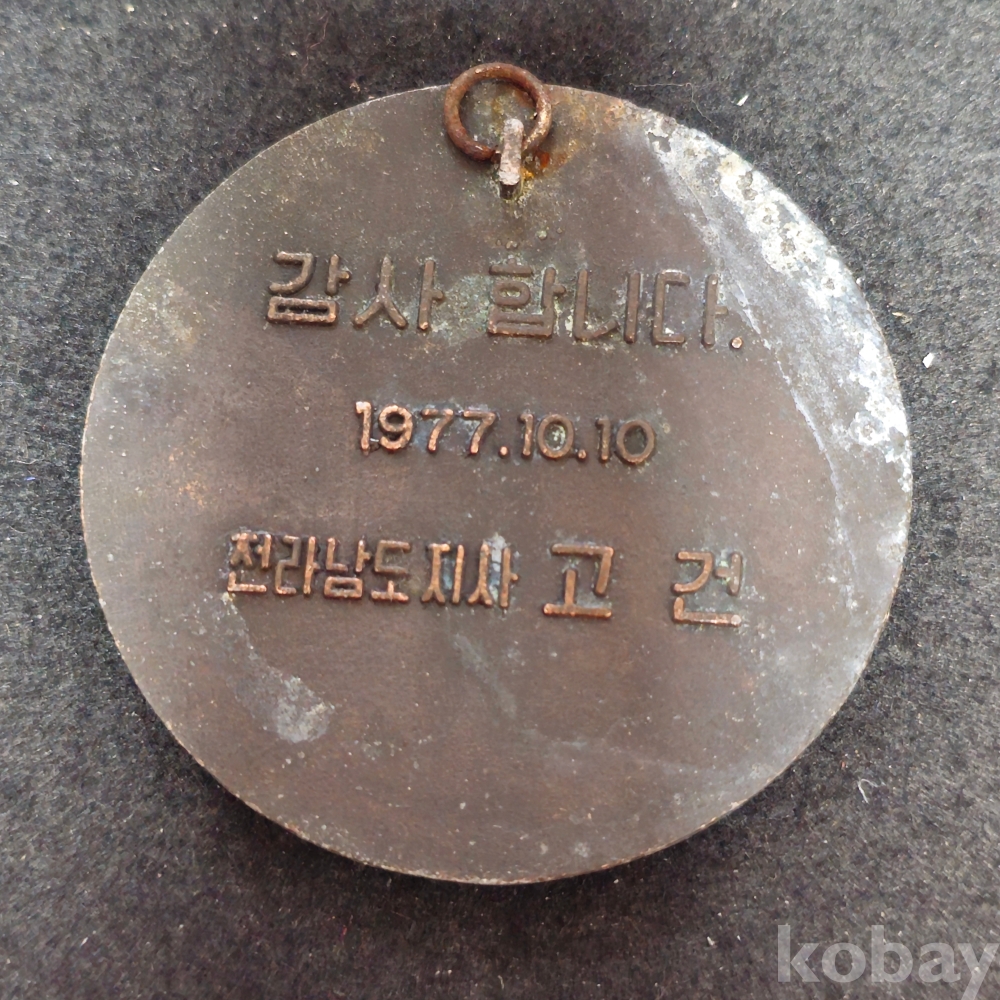 감사 합니다.
1977.10.10
전라남도지사 고 건
kobay